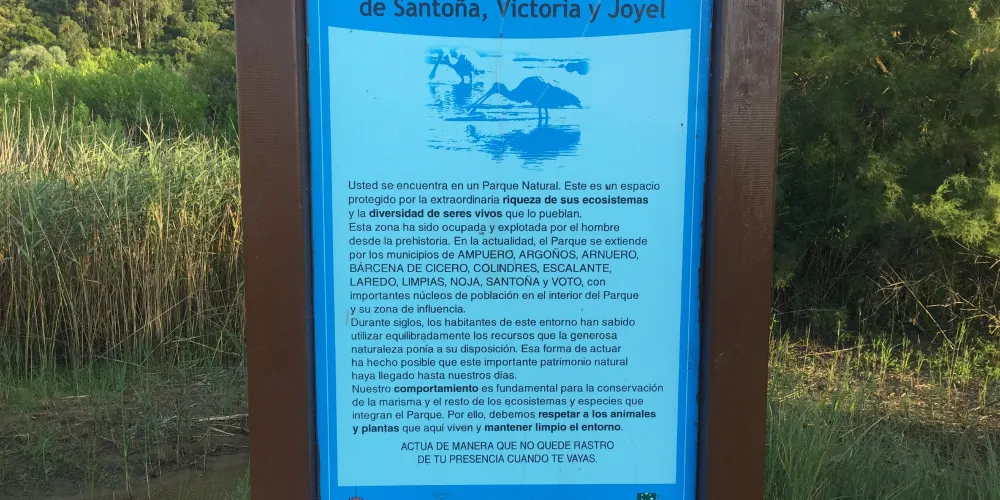 de Santoña, Victoria y Joyel
Usted se encuentra en un Parque Natural. Este es un espacio
protegido por la extraordinaria riqueza de sus ecosistemas
y la diversidad de seres vivos que lo pueblan.
Esta zona ha sido ocupada y explotada por el hombre
desde la prehistoria. En la actualidad, el Parque se extiende
por los municipios de AMPUERO, ARGOÑOS, ARNUERO,
BÁRCENA DE CICERO, COLINDRES, ESCALANTE,
LAREDO, LIMPIAS, NOJA, SANTOÑA y VOTO, con
importantes núcleos de población en el interior del Parque
y su zona de influencia.
Durante siglos, los habitantes de este entorno han sabido
utilizar equilibradamente los recursos que la generosa
naturaleza ponía a su disposición. Esa forma de actuar
ha hecho posible que este importante patrimonio natural
haya llegado hasta nuestros días.
Nuestro comportamiento es fundamental para la conservación
de la marisma y el resto de los ecosistemas y especies que
integran el Parque. Por ello, debemos respetar a los animales
y plantas que aquí viven y mantener limpio el entorno.
ACTUA DE MANERA QUE NO QUEDE RASTRO
DE TU PRESENCIA CUANDO TE VAYAS.